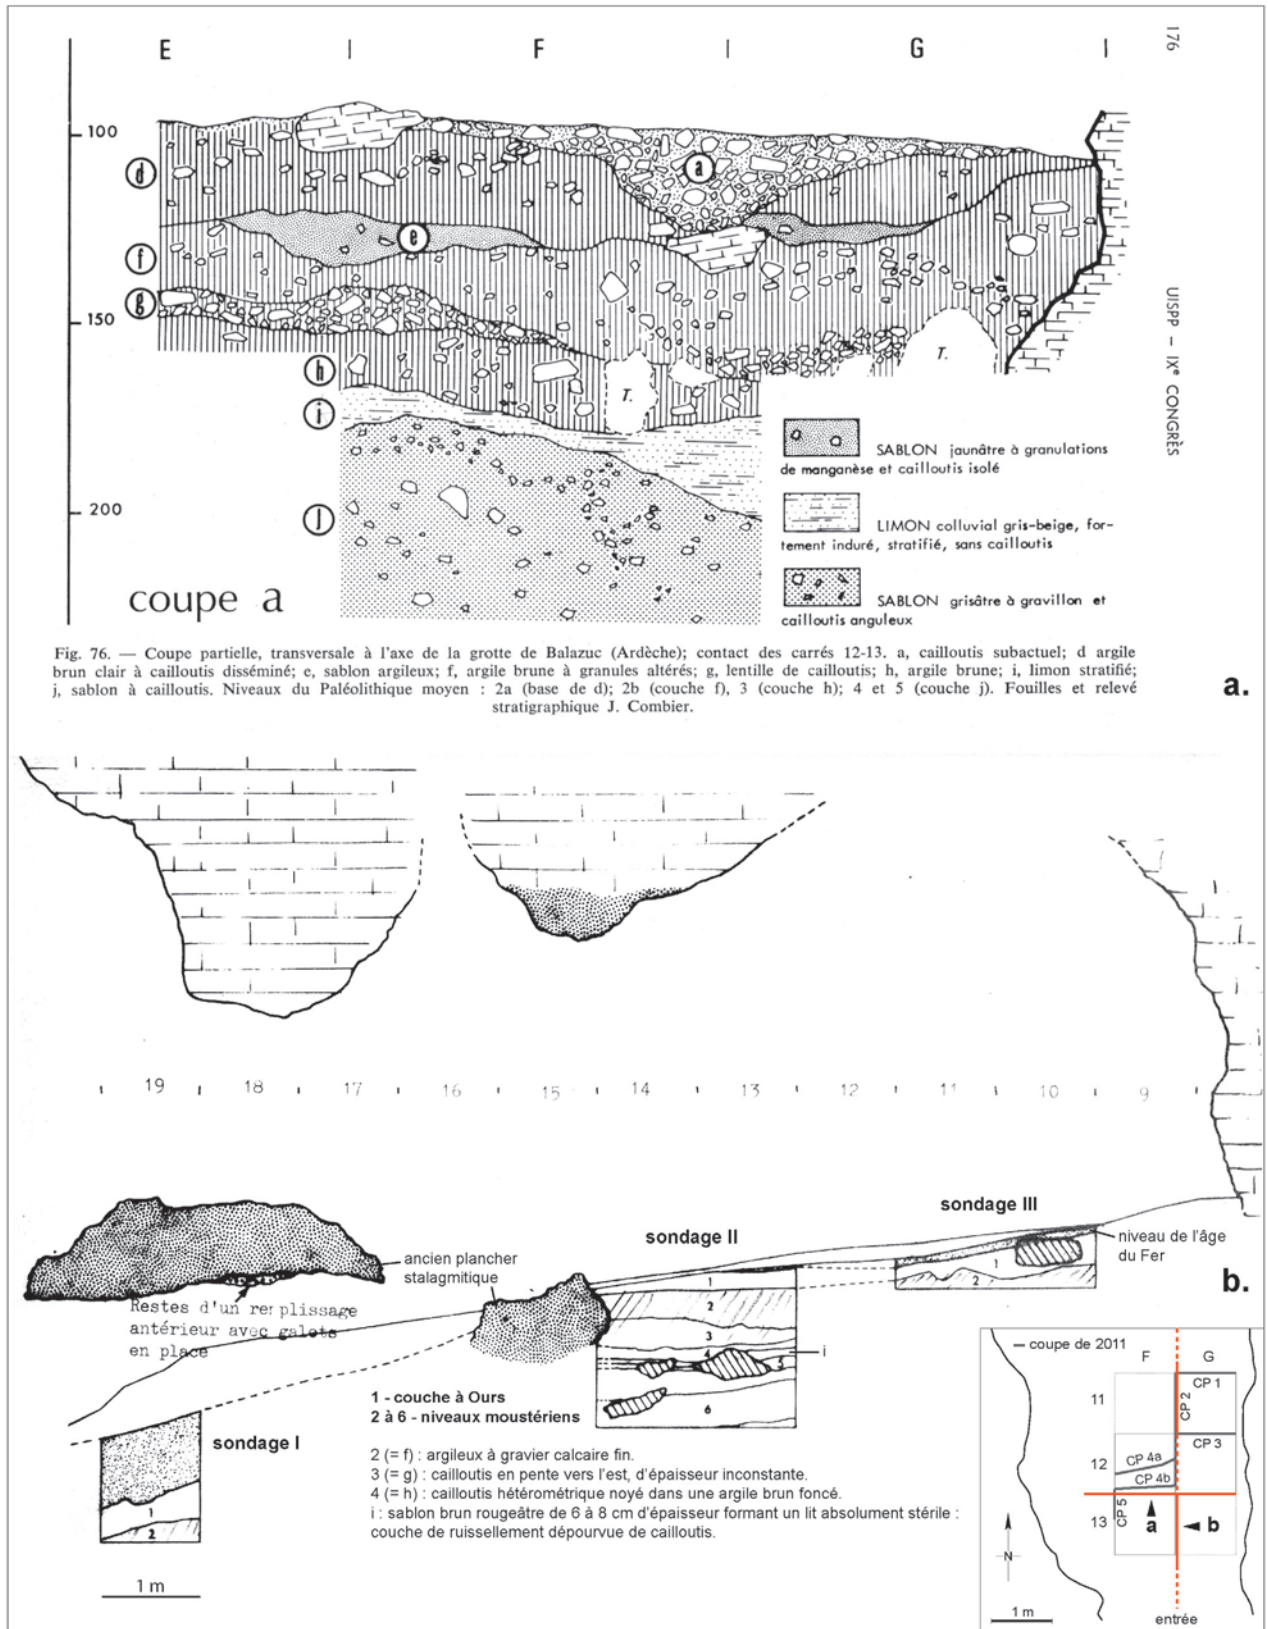 E I F I G I
176
UISPP – IXe CONGRÈS
100
150
200
d
a
e
f
g
h
i
j
T.
T.
SABLON jaunâtre à granulations
de manganèse et cailloutis isolé
LIMON colluvial gris-beige, for-
tement induré, stratifié, sans cailloutis
SABLON grisâtre à gravillon et
cailloutis anguleux
coupe a
Fig. 76. — Coupe partielle, transversale à l'axe de la grotte de Balazuc (Ardèche); contact des carrés 12-13. a, cailloutis subactuel; d argile
brun clair à cailloutis disséminé; e, sablon argileux; f, argile brune à granules altérés; g, lentille de cailloutis; h, argile brune; i, limon stratifié;
j, sablon à cailloutis. Niveaux du Paléolithique moyen : 2a (base de d); 2b (couche f), 3 (couche h); 4 et 5 (couche j). Fouilles et relevé
stratigraphique J. Combier.
a.
19 18 17 16 15 14 13 12 11 10 9
sondage III
sondage II
niveau de l'âge
du Fer
ancien plancher
stalagmitique
b.
Restes d'un remplissage
antérieur avec galets
en place
1
2
3
4
5
6
i
1
2
sondage I
1
2
1 m
1 - couche à Ours
2 à 6 - niveaux moustériens
2 (= f) : argileux à gravier calcaire fin.
3 (= g) : cailloutis en pente vers l'est, d'épaisseur inconstante.
4 (= h) : cailloutis hétérométrique noyé dans une argile brun foncé.
i : sablon brun rougeâtre de 6 à 8 cm d'épaisseur formant un lit absolument stérile :
couche de ruissellement dépourvue de cailloutis.
coupe de 2011
F G
11
CP 1
CP 2
CP 3
12
CP 4a
CP 4b
13
CP 5
a
b
N
1 m
entrée